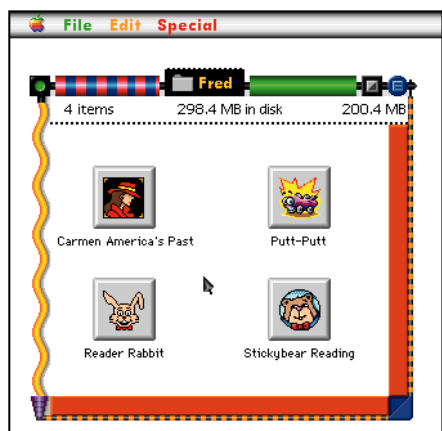 File Edit Special
Fred
4 items 298.4 MB in disk 200.4 MB
Carmen America's Past Putt-Putt
Reader Rabbit Stickybear Reading